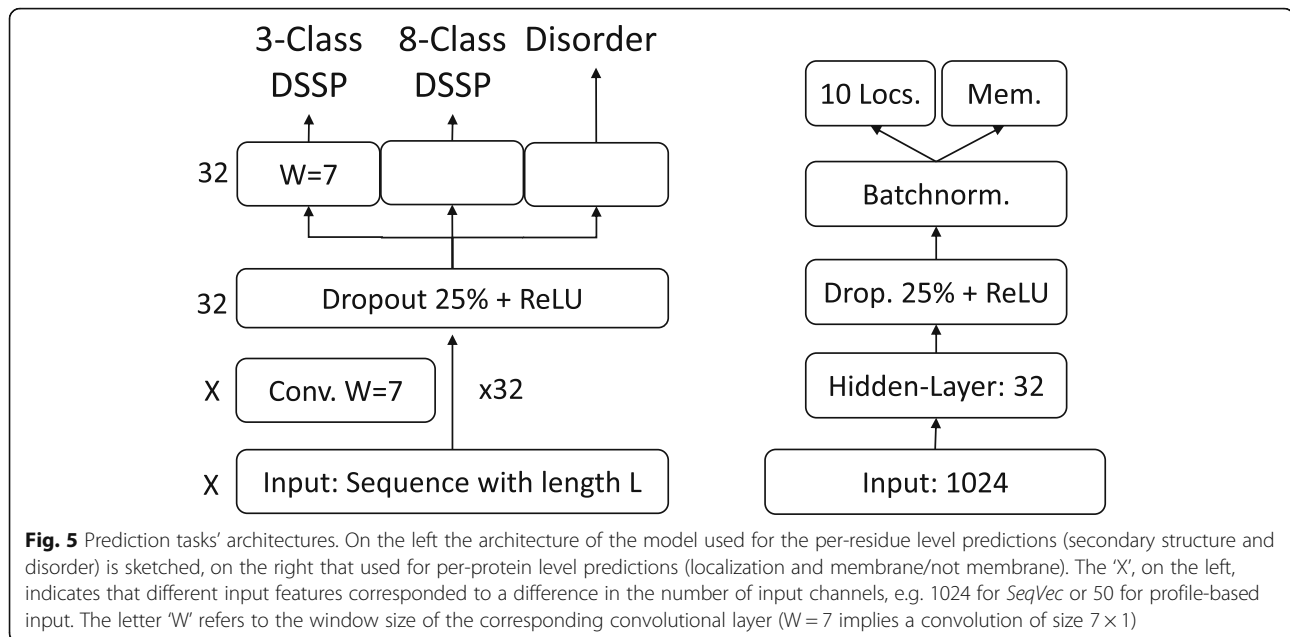 3-Class 8-Class Disorder
DSSP DSSP
32 W=7
32 Dropout 25% + ReLU
X Conv. W=7 x32
X Input: Sequence with length L
10 Locs. Mem.
Batchnorm.
Drop. 25% + ReLU
Hidden-Layer: 32
Input: 1024
Fig. 5 Prediction tasks’ architectures. On the left the architecture of the model used for the per-residue level predictions (secondary structure and
disorder) is sketched, on the right that used for per-protein level predictions (localization and membrane/not membrane). The ‘X’, on the left,
indicates that different input features corresponded to a difference in the number of input channels, e.g. 1024 for SeqVec or 50 for profile-based
input. The letter ‘W’ refers to the window size of the corresponding convolutional layer (W = 7 implies a convolution of size 7 × 1)